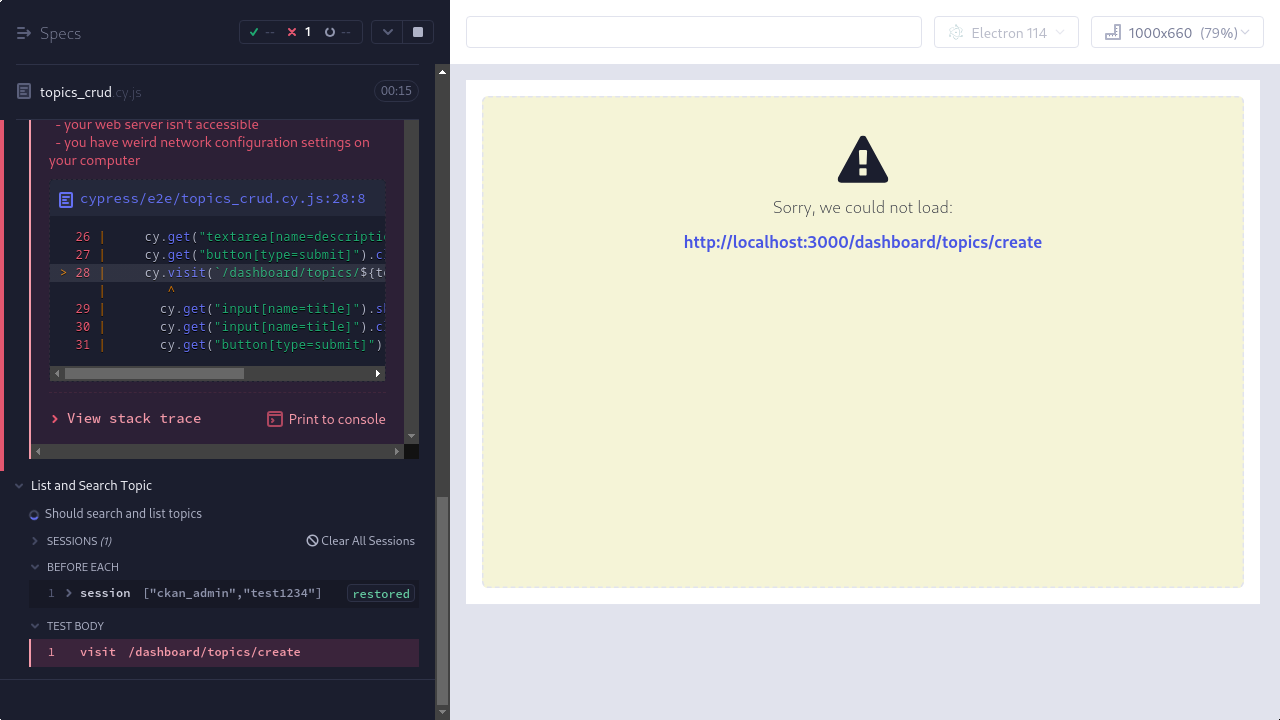 Specs
--
1
--
topics_crud.cy.js
00:15
- your web server isn't accessible
- you have weird network configuration settings on
your computer
cypress/e2e/topics_crud.cy.js:28:8
26 | cy.get("textarea[name=descriptio
27 | cy.get("button[type=submit]").c
> 28 | cy.visit(`/dashboard/topics/${t
| ^
29 | cy.get("input[name=title]").s
30 | cy.get("input[name=title]").c
31 | cy.get("button[type=submit]")
View stack trace
Print to console
List and Search Topic
Should search and list topics
SESSIONS (1)
Clear All Sessions
BEFORE EACH
1 session ["ckan_admin","test1234"] restored
TEST BODY
1 visit /dashboard/topics/create
Electron 114
1000x660 (79%)
Sorry, we could not load:
http://localhost:3000/dashboard/topics/create